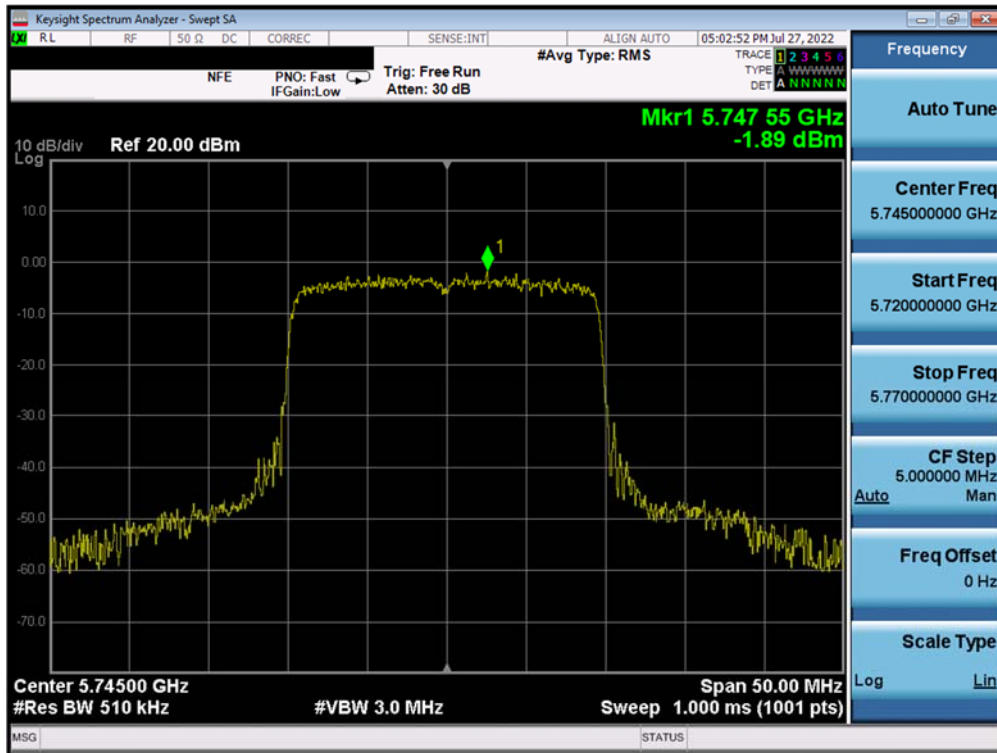 Keysight Spectrum Analyzer - Swept SA
LXI RL RF 50 Ω DC CORREC SENSE:INT ALIGN AUTO 05:02:52 PM Jul 27, 2022
NFE PNO: Fast Trig: Free Run #Avg Type: RMS TRACE 1 2 3 4 5 6
IFGain:Low Atten: 30 dB TYPE A WWWWW
DET A N N N N N
Mkr1 5.747 55 GHz
-1.89 dBm
10 dB/div Ref 20.00 dBm
Log
10.0
1
0.00
-10.0
-20.0
-30.0
-40.0
-50.0
-60.0
-70.0
Center 5.74500 GHz Span 50.00 MHz
#Res BW 510 kHz #VBW 3.0 MHz Sweep 1.000 ms (1001 pts)
MSG STATUS
Frequency
Auto Tune
Center Freq
5.745000000 GHz
Start Freq
5.720000000 GHz
Stop Freq
5.770000000 GHz
CF Step
5.000000 MHz
Auto Man
Freq Offset
0 Hz
Scale Type
Log Lin